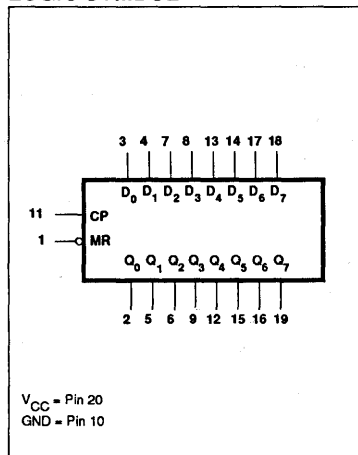 3 4 7 8 13 14 17 18
D0 D1 D2 D3 D4 D5 D6 D7
11 CP
1 MR
Q0 Q1 Q2 Q3 Q4 Q5 Q6 Q7
2 5 6 9 12 15 16 19
VCC = Pin 20
GND = Pin 10